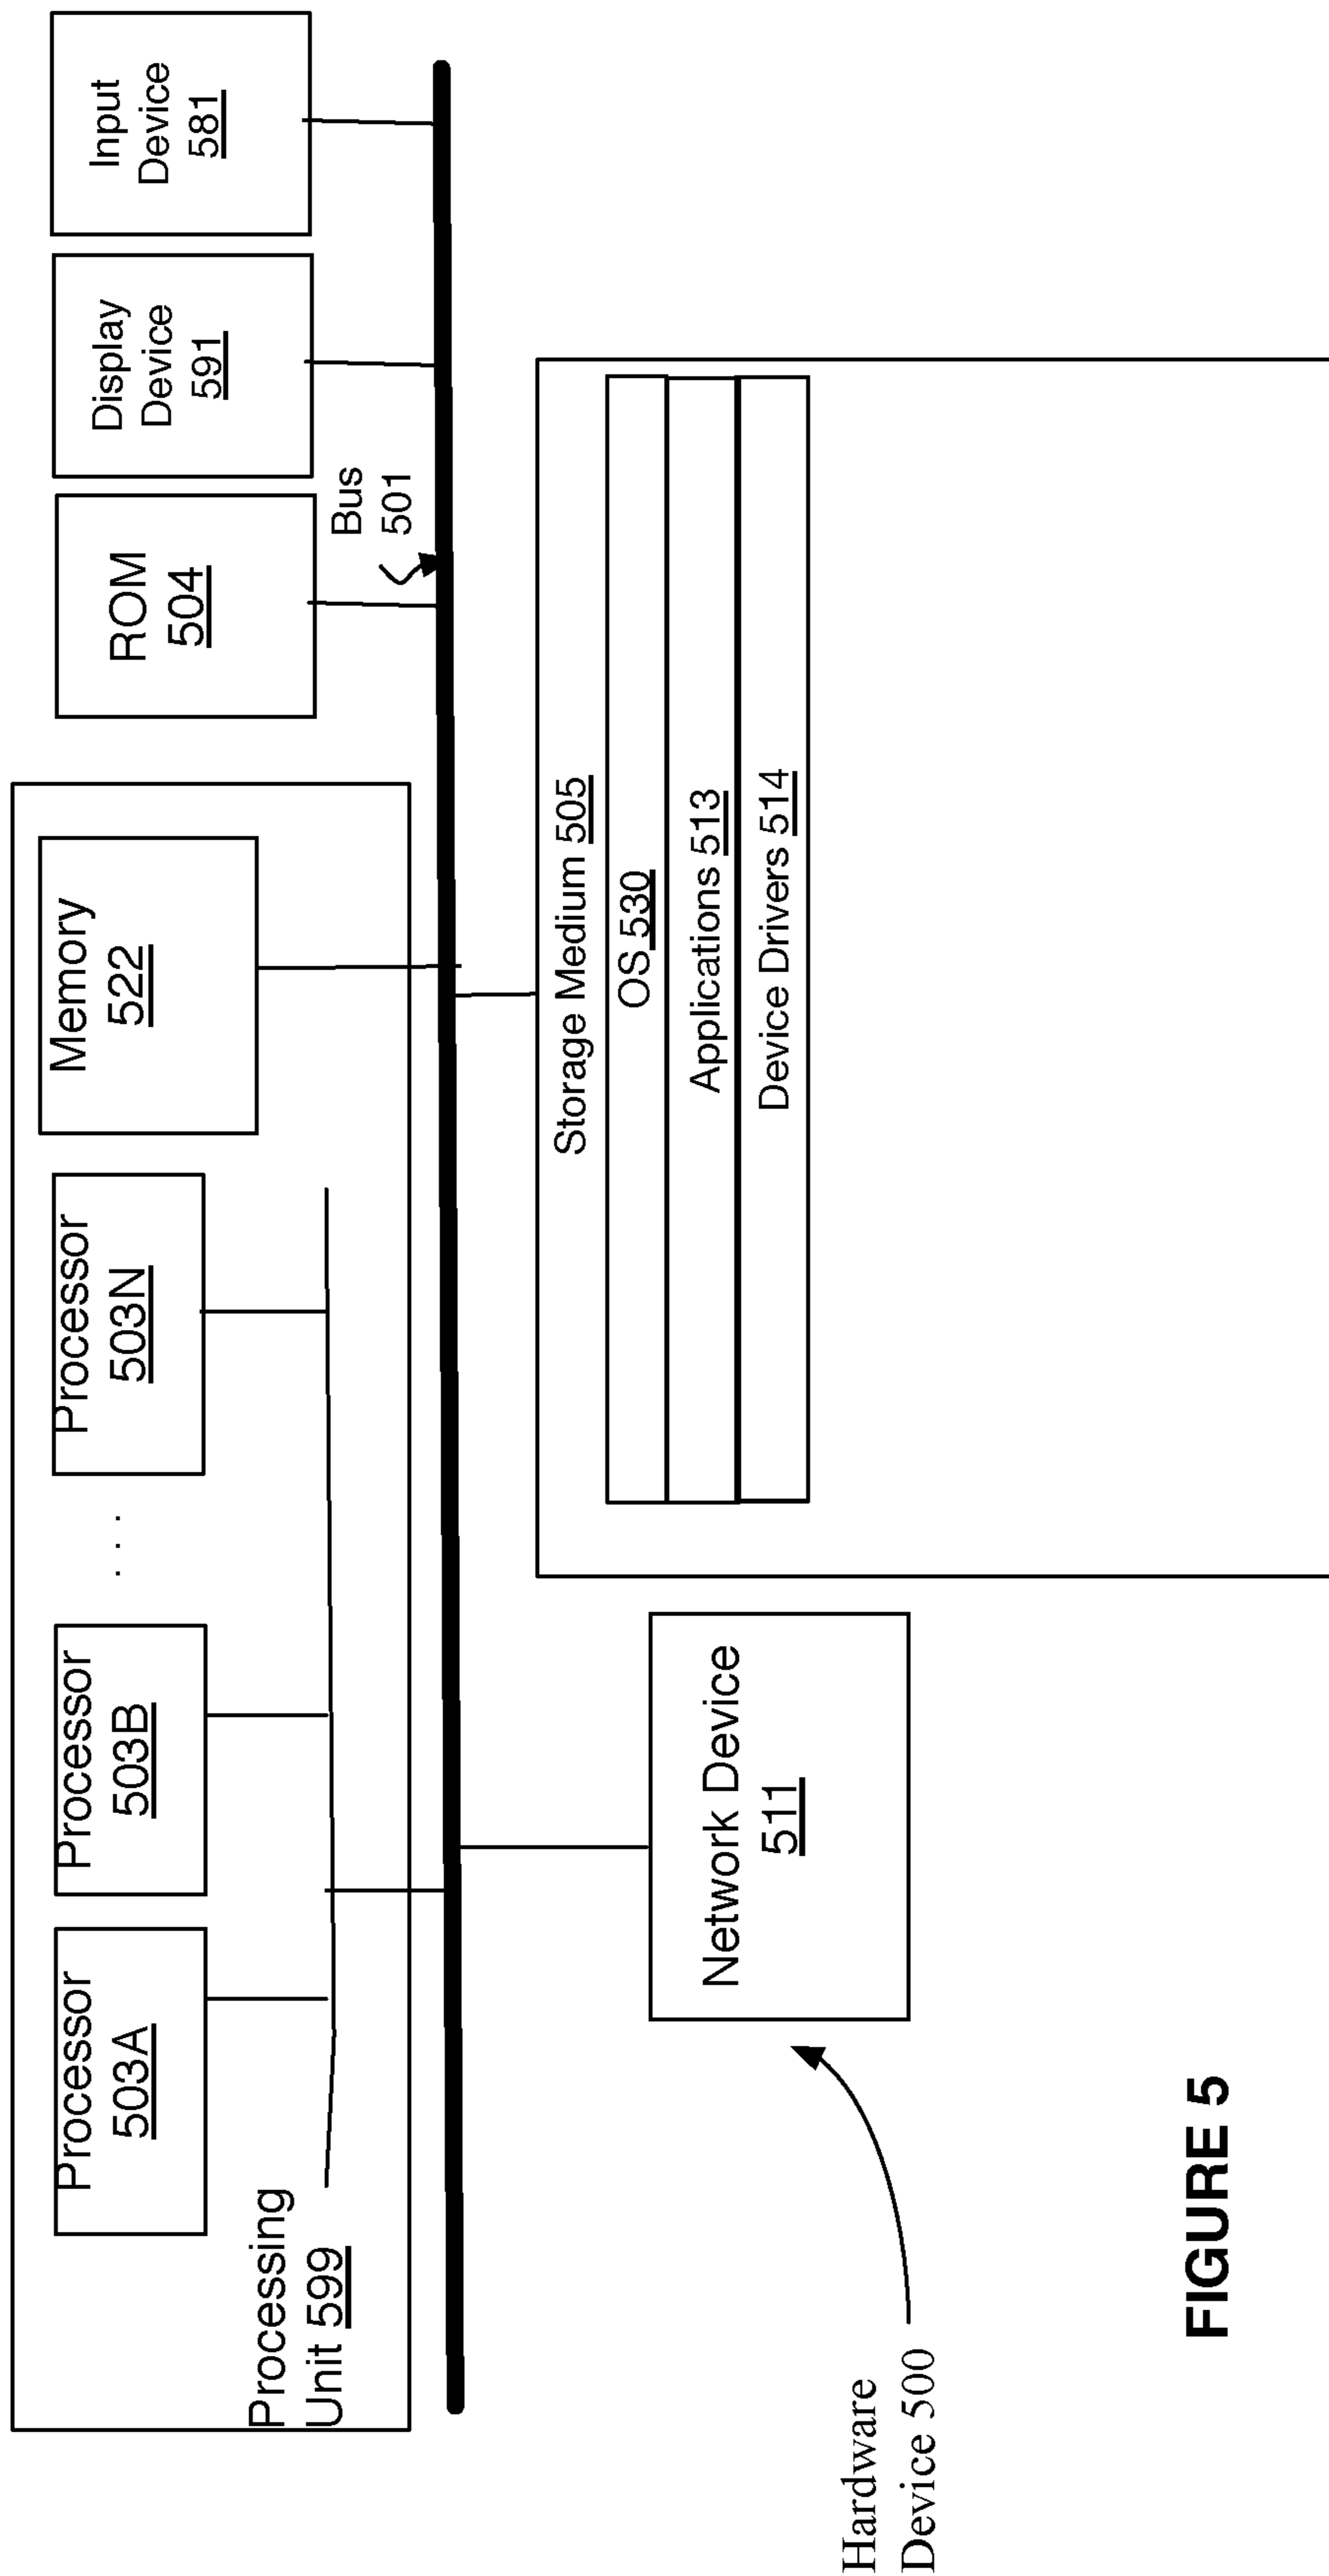 Processor
503A
Processor
503B
. . .
Processor
503N
Memory
522
Processing
Unit 599
ROM
504
Display
Device
591
Input
Device
581
Bus
501
Storage Medium 505
OS 530
Applications 513
Device Drivers 514
Network Device
511
Hardware
Device 500
FIGURE 5